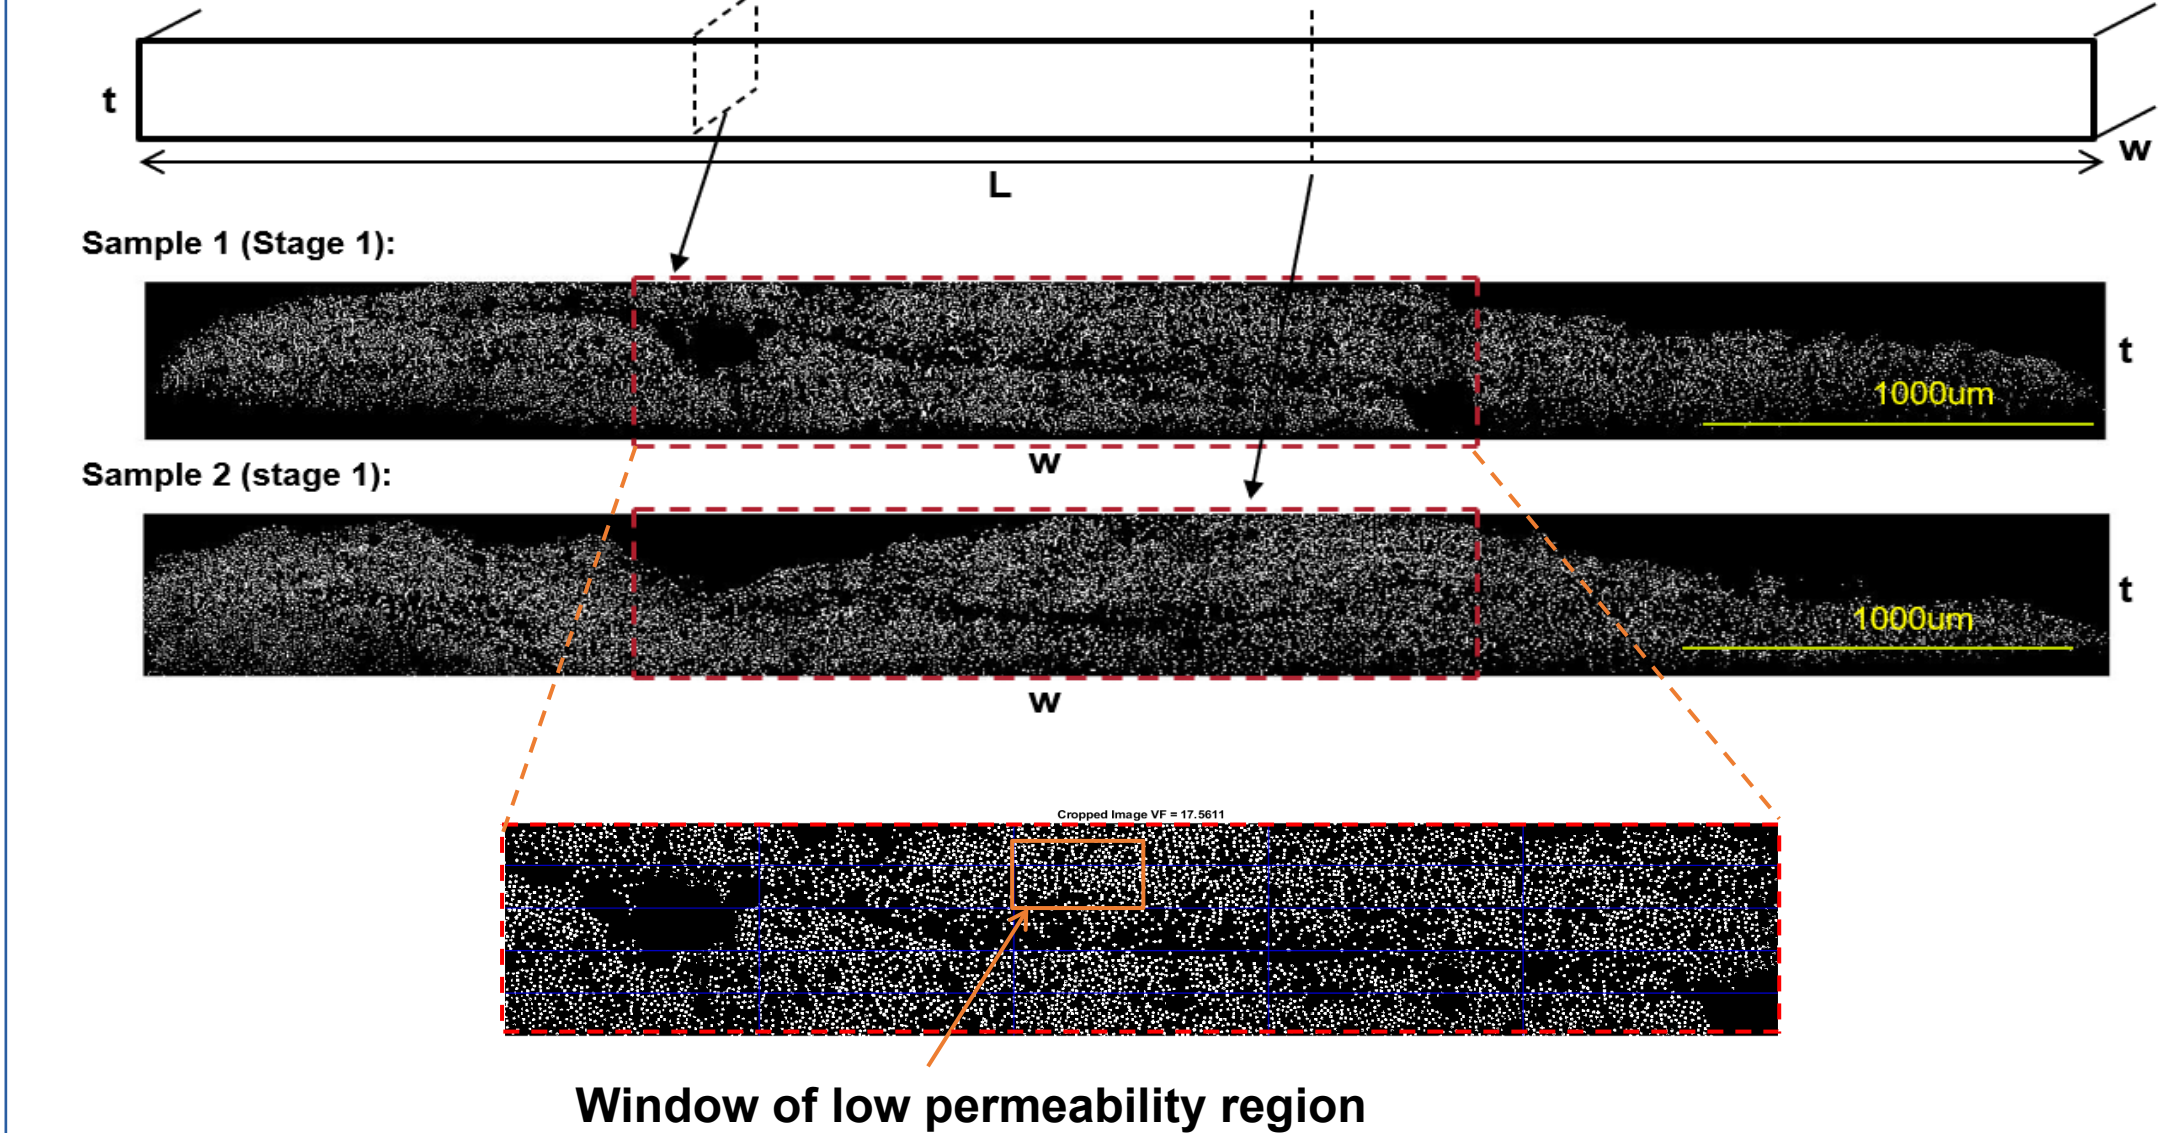 t
w
L
Sample 1 (Stage 1):
t
1000um
w
Sample 2 (stage 1):
t
1000um
w
Cropped Image VF = 17.5611
Window of low permeability region